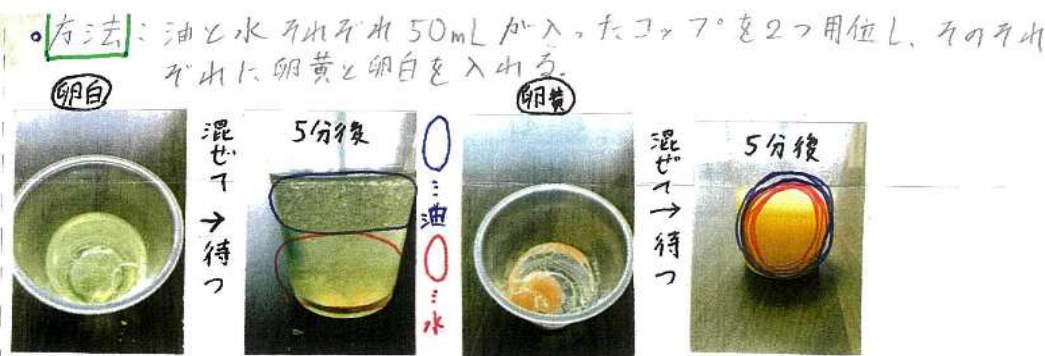 •方法：油と水それぞれ50mLが入ったコップを2つ用位し、そのそれ
ぞれに卵黄と卵白を入れる。
卵白
混ぜて→待つ
5分後
○…油
○…水
卵黄
混ぜて→待つ
5分後